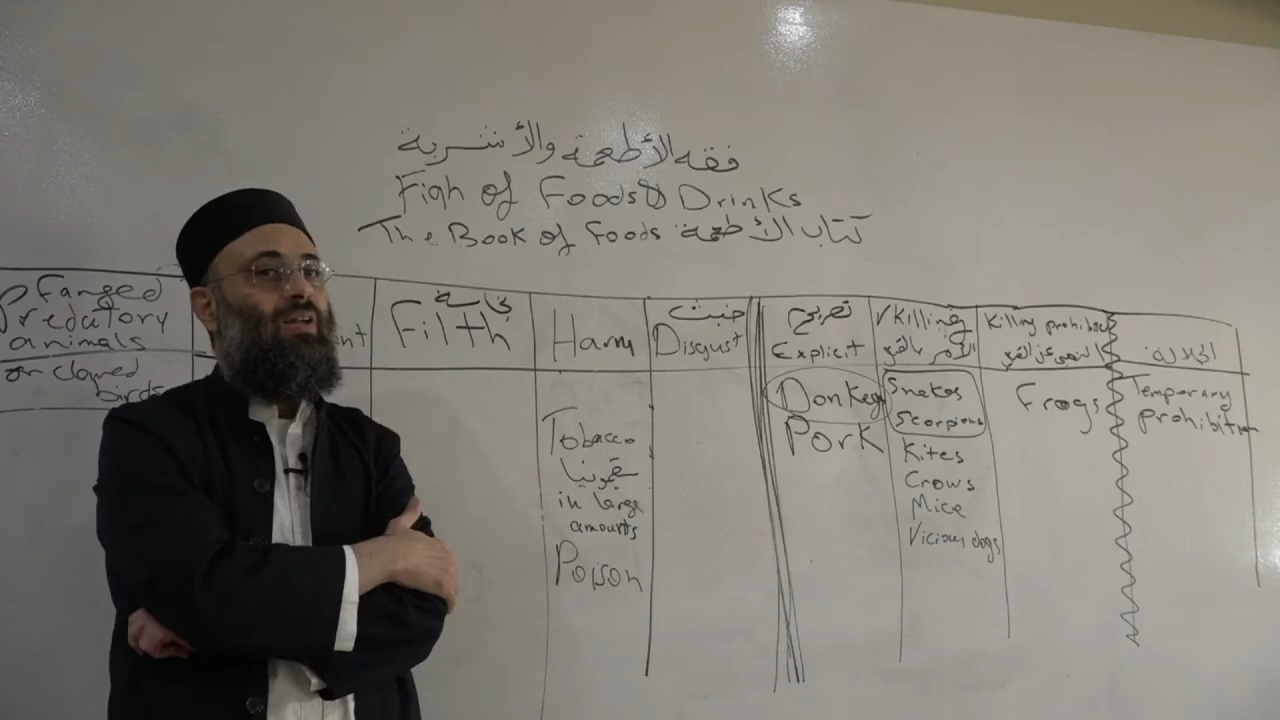 فقه الأطعمة والأشربة
Fiqh of Foods & Drinks
The Book of Foods كتاب الأطعمة
fanged
Predatory
animals
or clawed
birds
نجاسة
Filth
Harm
Tobacco
in large
amounts
Poison
خبث
Disgust
تصريح
Explicit
Donkey
Pork
Killing
الأمر بالقتل
Snakes
Scorpions
Kites
Crows
Mice
Vicious dogs
Killing prohibited
النهي عن القتل
Frogs
الجلالة
Temporary
prohibition